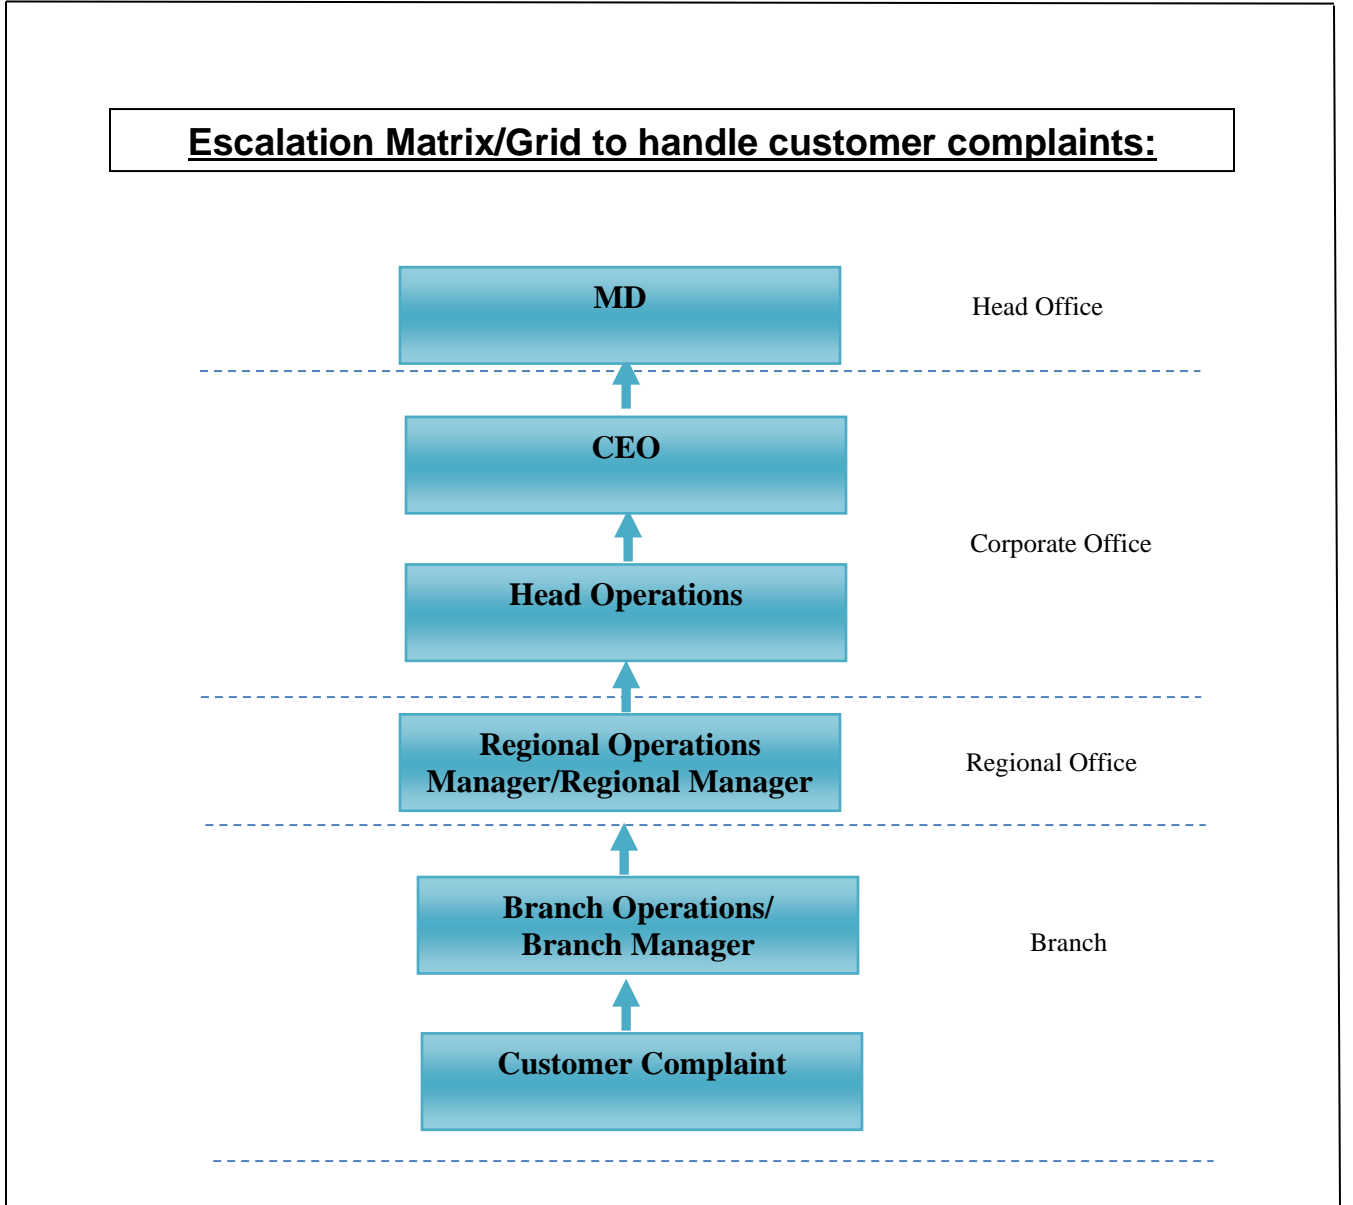 Escalation Matrix/Grid to handle customer complaints:
MD
Head Office
CEO
Corporate Office
Head Operations
Regional Operations
Manager/Regional Manager
Regional Office
Branch Operations/
Branch Manager
Branch
Customer Complaint